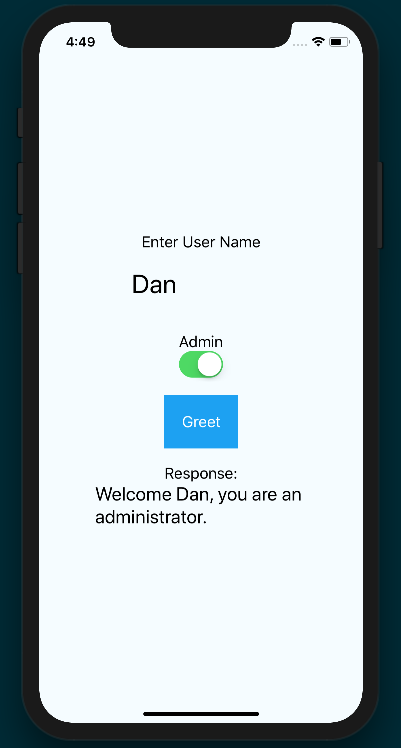 4:49
Enter User Name
Dan
Admin
Greet
Response:
Welcome Dan, you are an
administrator.